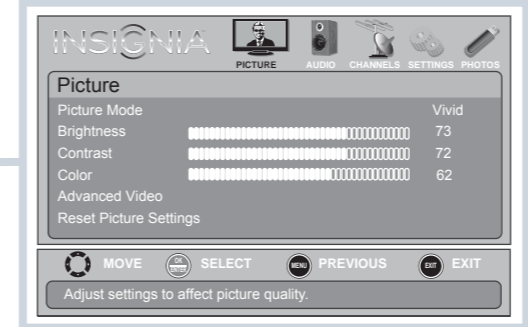 INSIGNIA
PICTURE AUDIO CHANNELS SETTINGS PHOTOS
Picture
Picture Mode Vivid
Brightness 73
Contrast 72
Color 62
Advanced Video
Reset Picture Settings
MOVE OK ENTER SELECT MENU PREVIOUS EXIT EXIT
Adjust settings to affect picture quality.